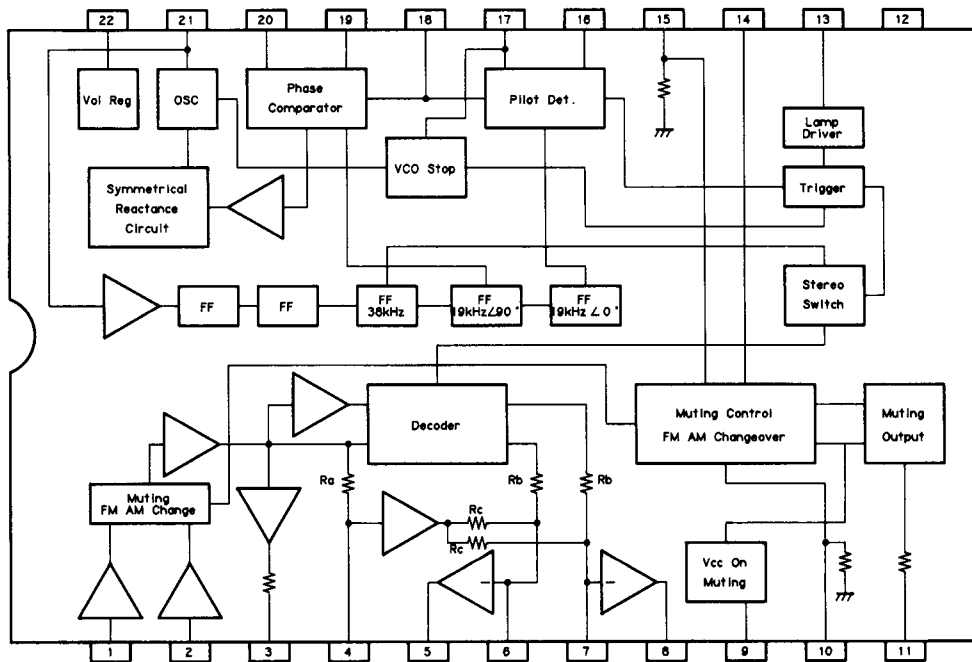 22 21 20 19 18 17 16 15 14 13 12
Vol Reg
OSC
Phase
Comparator
Pilot Det.
Lamp
Driver
VCO Stop
Trigger
Symmetrical
Reactance
Circuit
Stereo
Switch
FF
FF
FF
38kHz
FF
19kHz∠90°
FF
19kHz∠0°
Decoder
Muting Control
FM AM Changeover
Muting
Output
Muting
FM AM Change
Ra
Rb
Rb
Rc
Rc
Vcc On
Muting
−
−
1 2 3 4 5 6 7 8 9 10 11